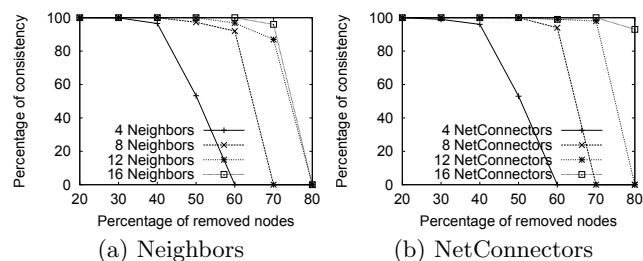 100
80
60
40
20
0
Percentage of consistency
4 Neighbors
8 Neighbors
12 Neighbors
16 Neighbors
20 30 40 50 60 70 80
Percentage of removed nodes
(a) Neighbors
100
80
60
40
20
0
Percentage of consistency
4 NetConnectors
8 NetConnectors
12 NetConnectors
16 NetConnectors
20 30 40 50 60 70 80
Percentage of removed nodes
(b) NetConnectors